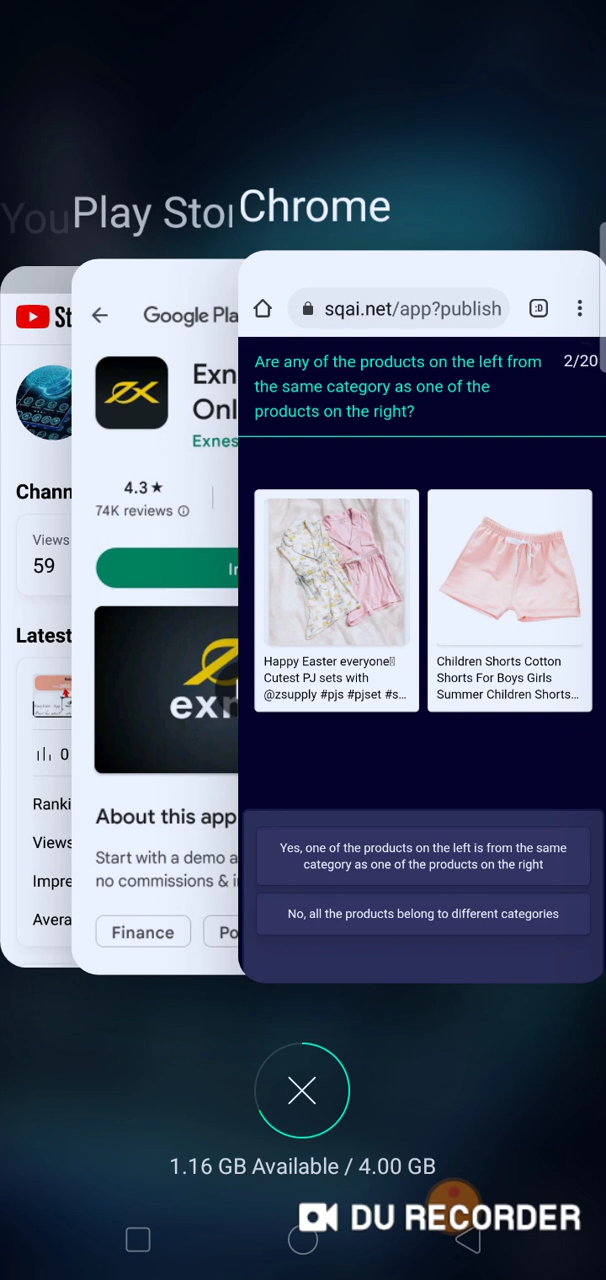 You
Play Stor
Chrome
St
Google Pla
sqai.net/app?publish
:D
Are any of the products on the left from
2/20
the same category as one of the
products on the right?
Exn
Onl
Exnes
4.3★
74K reviews
Chann
Views
59
In
Happy Easter everyone
Cutest PJ sets with
@zsupply #pjs #pjset #s...
Children Shorts Cotton
Shorts For Boys Girls
Summer Children Shorts...
Latest
exn
0
Ranki
Views
Impre
Avera
About this app
Start with a demo a
no commissions & i
Finance
Po
Yes, one of the products on the left is from the same
category as one of the products on the right
No, all the products belong to different categories
1.16 GB Available / 4.00 GB
DU RECORDER